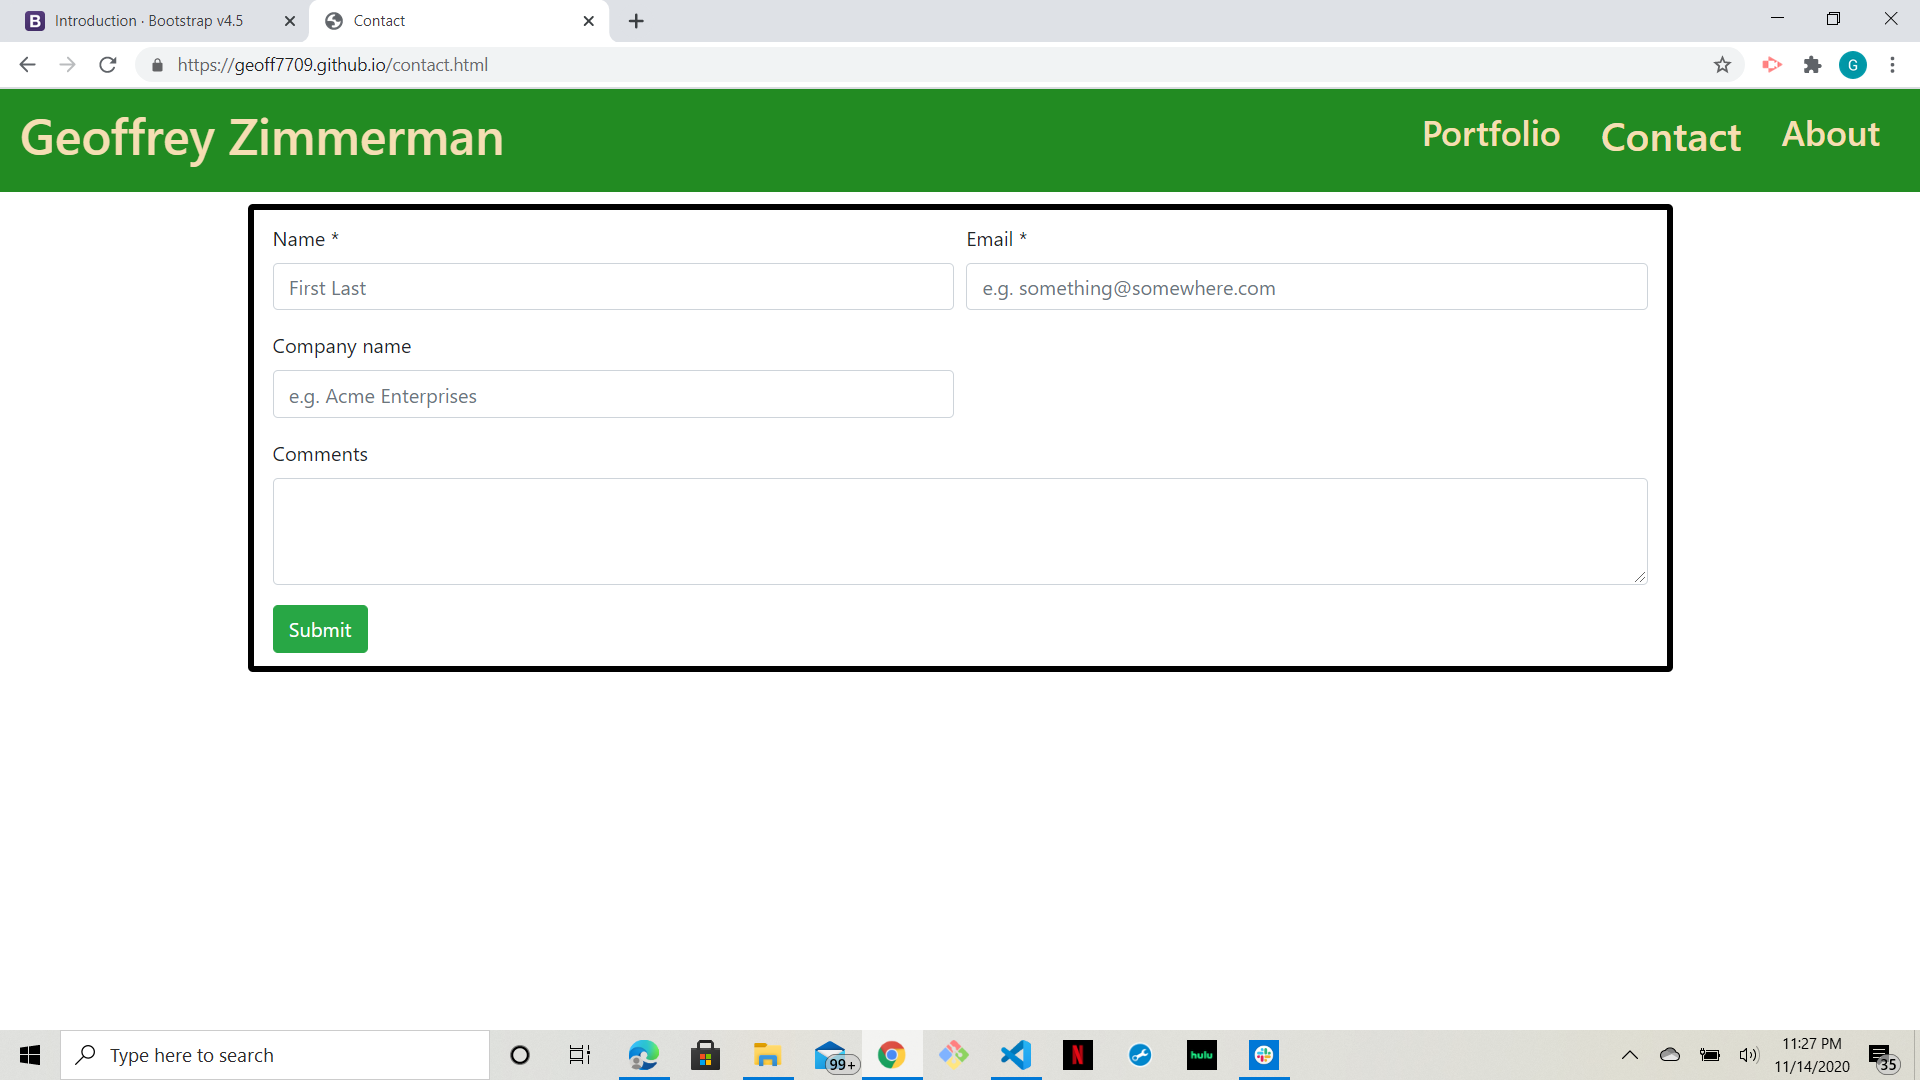 Introduction · Bootstrap v4.5
Contact
https://geoff7709.github.io/contact.html
G
Geoffrey Zimmerman
Portfolio
Contact
About
Name *
Email *
First Last
e.g. something@somewhere.com
Company name
e.g. Acme Enterprises
Comments
Submit
Type here to search
99+
N
hulu
11:27 PM
11/14/2020
35